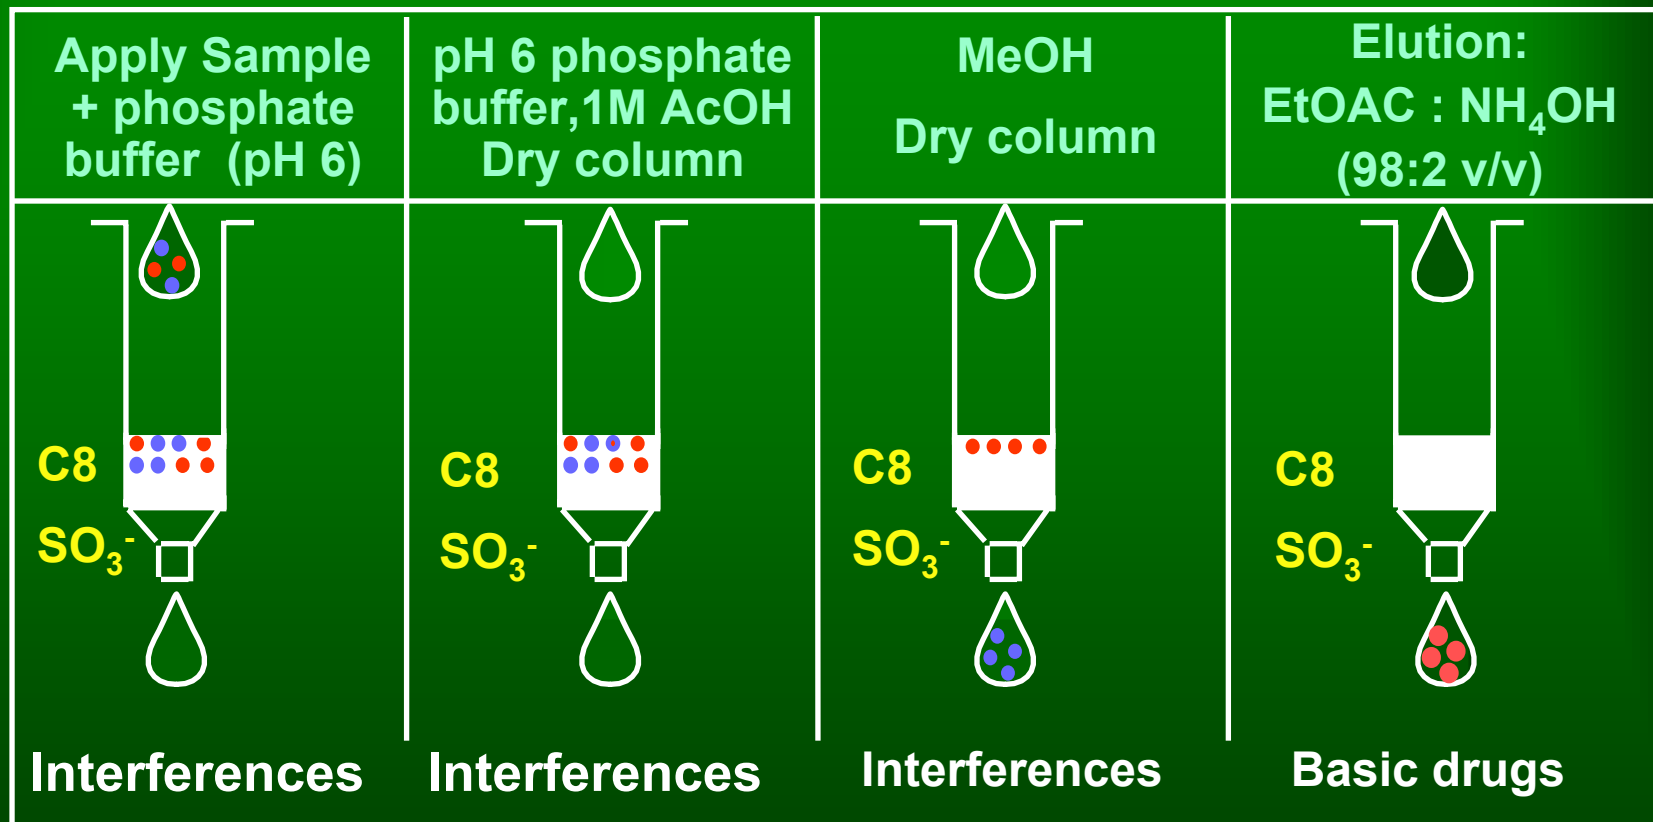 Apply Sample
+ phosphate
buffer (pH 6)
pH 6 phosphate
buffer,1M AcOH
Dry column
MeOH
Dry column
Elution:
EtOAC : NH₄OH
(98:2 v/v)
C8
SO₃⁻
Interferences
C8
SO₃⁻
Interferences
C8
SO₃⁻
Interferences
C8
SO₃⁻
Basic drugs